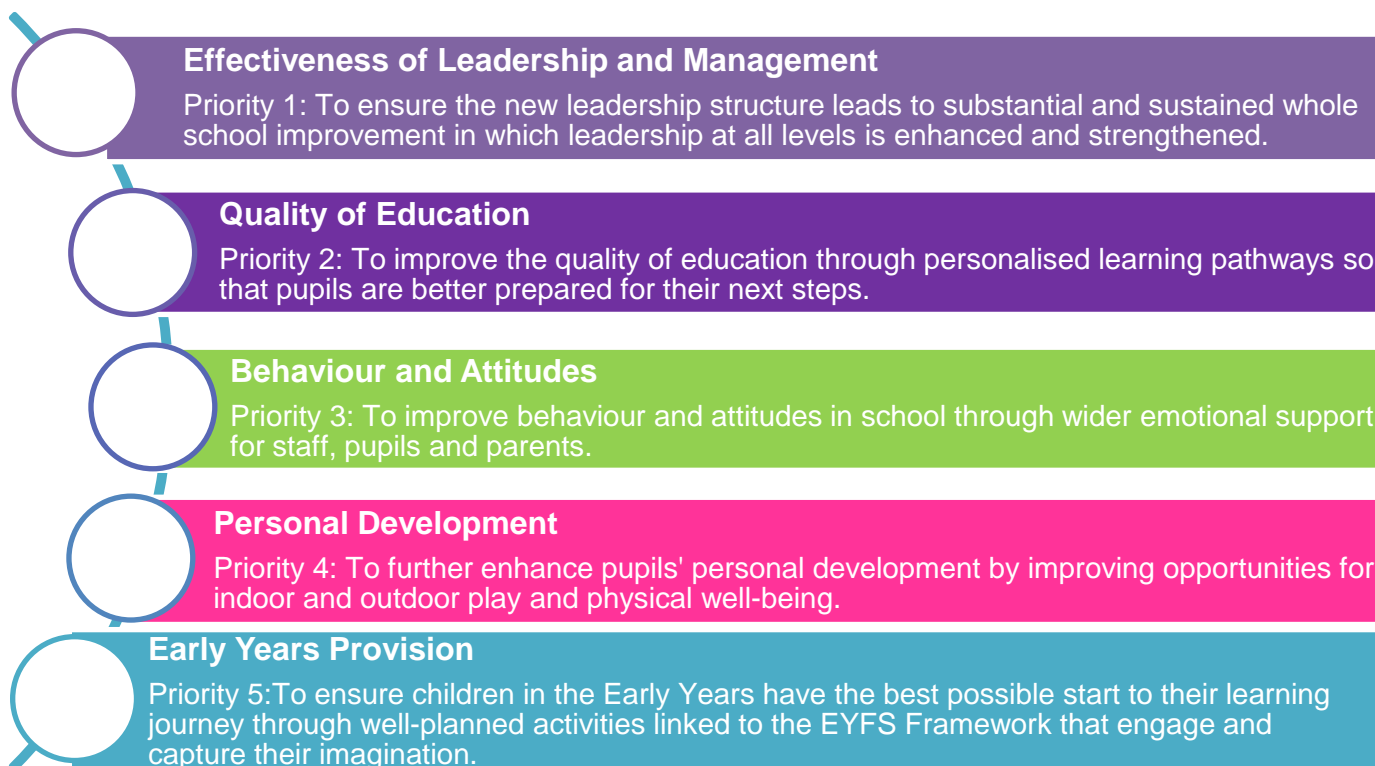 Effectiveness of Leadership and Management
Priority 1: To ensure the new leadership structure leads to substantial and sustained whole
school improvement in which leadership at all levels is enhanced and strengthened.
Quality of Education
Priority 2: To improve the quality of education through personalised learning pathways so
that pupils are better prepared for their next steps.
Behaviour and Attitudes
Priority 3: To improve behaviour and attitudes in school through wider emotional support
for staff, pupils and parents.
Personal Development
Priority 4: To further enhance pupils' personal development by improving opportunities for
indoor and outdoor play and physical well-being.
Early Years Provision
Priority 5:To ensure children in the Early Years have the best possible start to their learning
journey through well-planned activities linked to the EYFS Framework that engage and
capture their imagination.